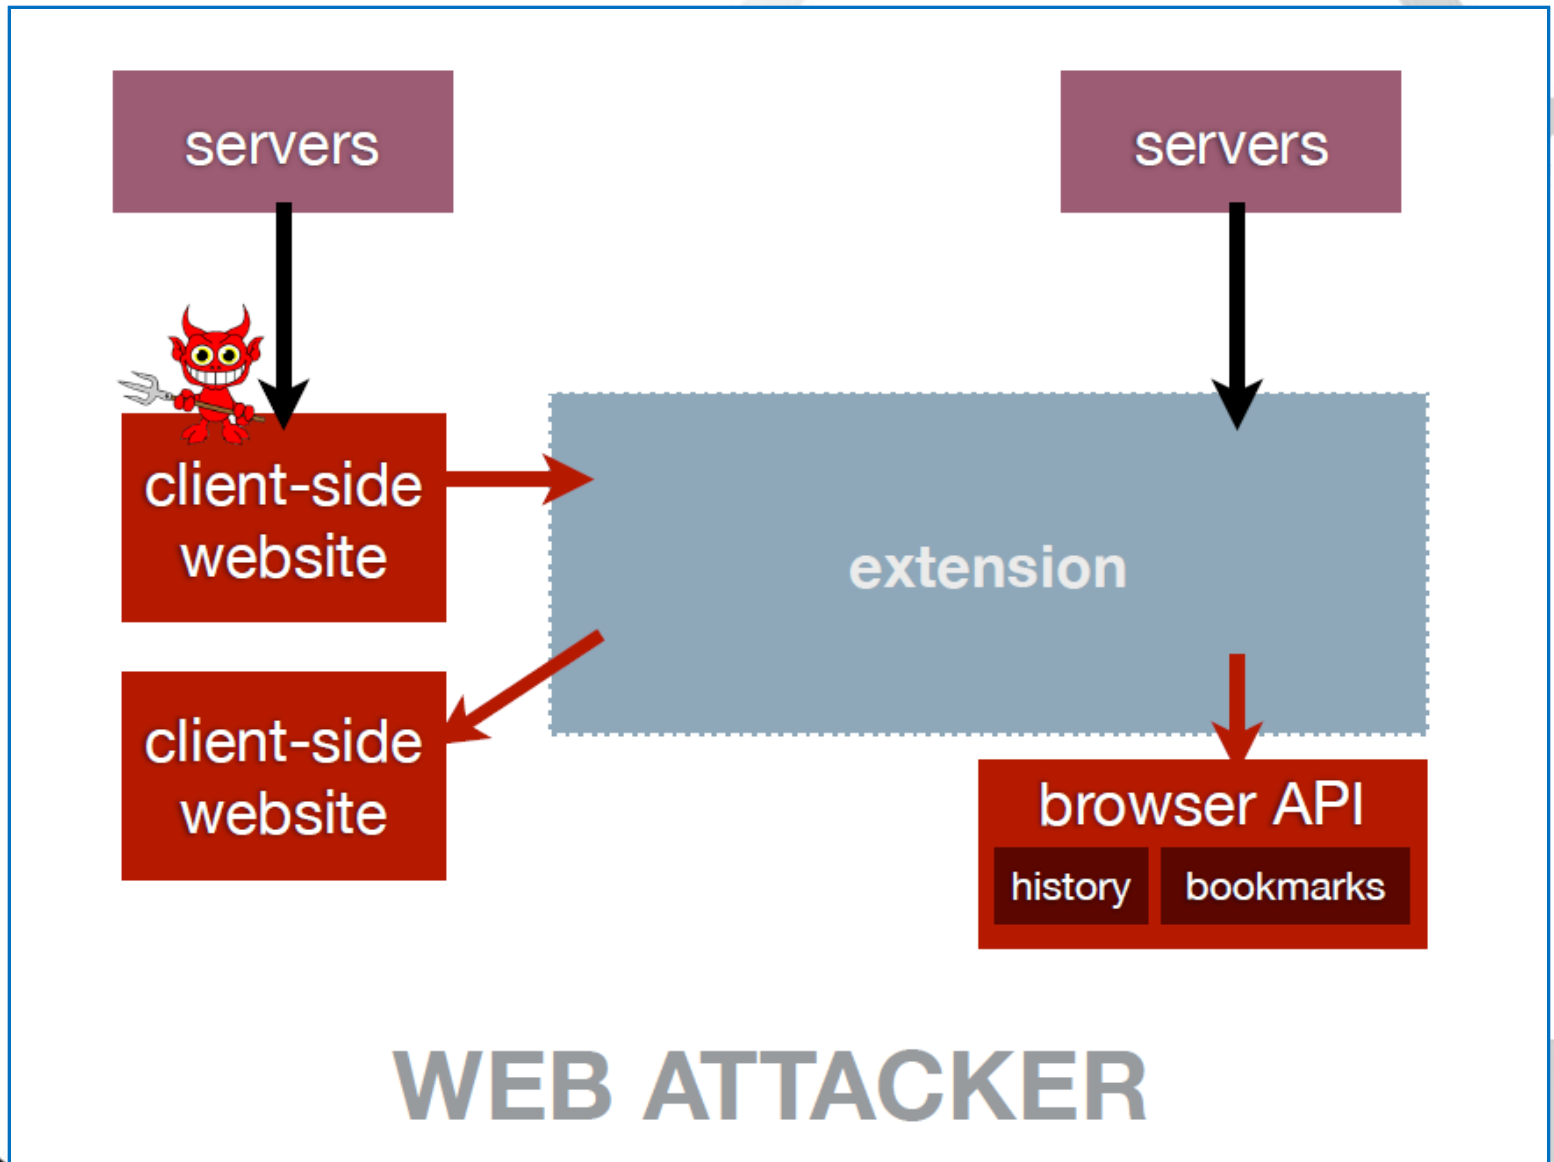 servers
servers
client-side
website
extension
client-side
website
browser API
history
bookmarks
WEB ATTACKER